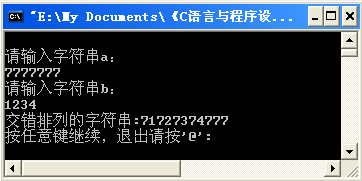 "E:\My Documents\《C语言与程序设...
请输入字符串a:
7777777
请输入字符串b:
1234
交错排列的字符串:71727374777
按任意键继续，退出请按'@':